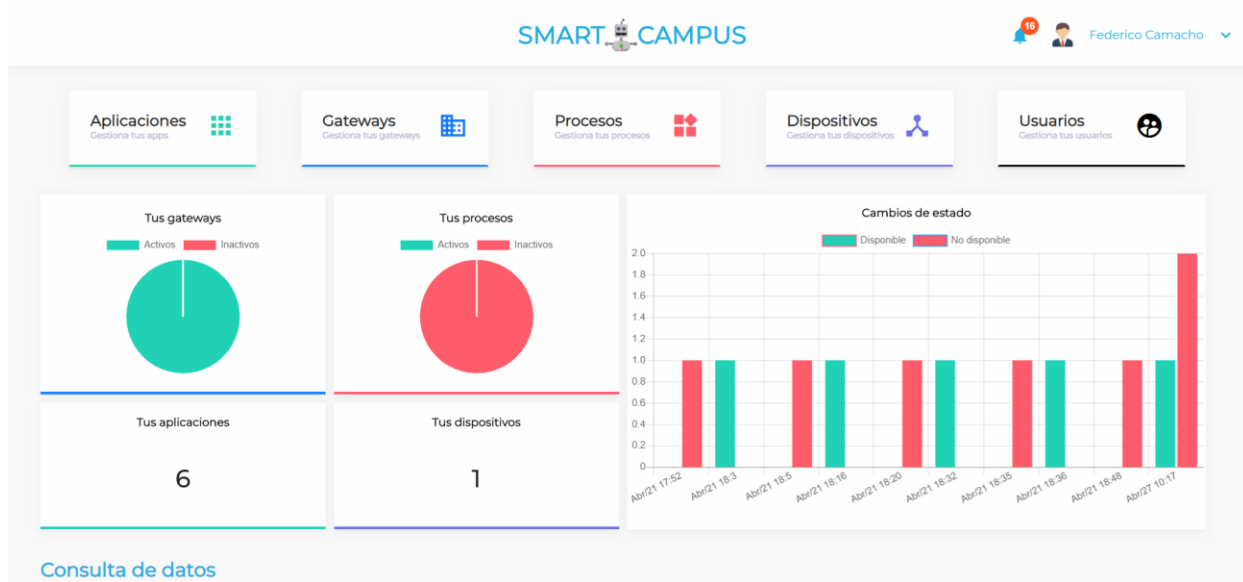 SMART CAMPUS
16
Federico Camacho
Aplicaciones
Gestiona tus apps
Gateways
Gestiona tus gateways
Procesos
Gestiona tus procesos
Dispositivos
Gestiona tus dispositivos
Usuarios
Gestiona tus usuarios
Tus gateways
Activos Inactivos
Tus procesos
Activos Inactivos
Cambios de estado
Disponible No disponible
2.0
1.8
1.6
1.4
1.2
1.0
0.8
0.6
0.4
0.2
0
Abr/21 17:52 Abr/21 18:3 Abr/21 18:5 Abr/21 18:16 Abr/21 18:20 Abr/21 18:32 Abr/21 18:35 Abr/21 18:36 Abr/21 18:48 Abr/27 10:17
Tus aplicaciones
6
Tus dispositivos
1
Consulta de datos